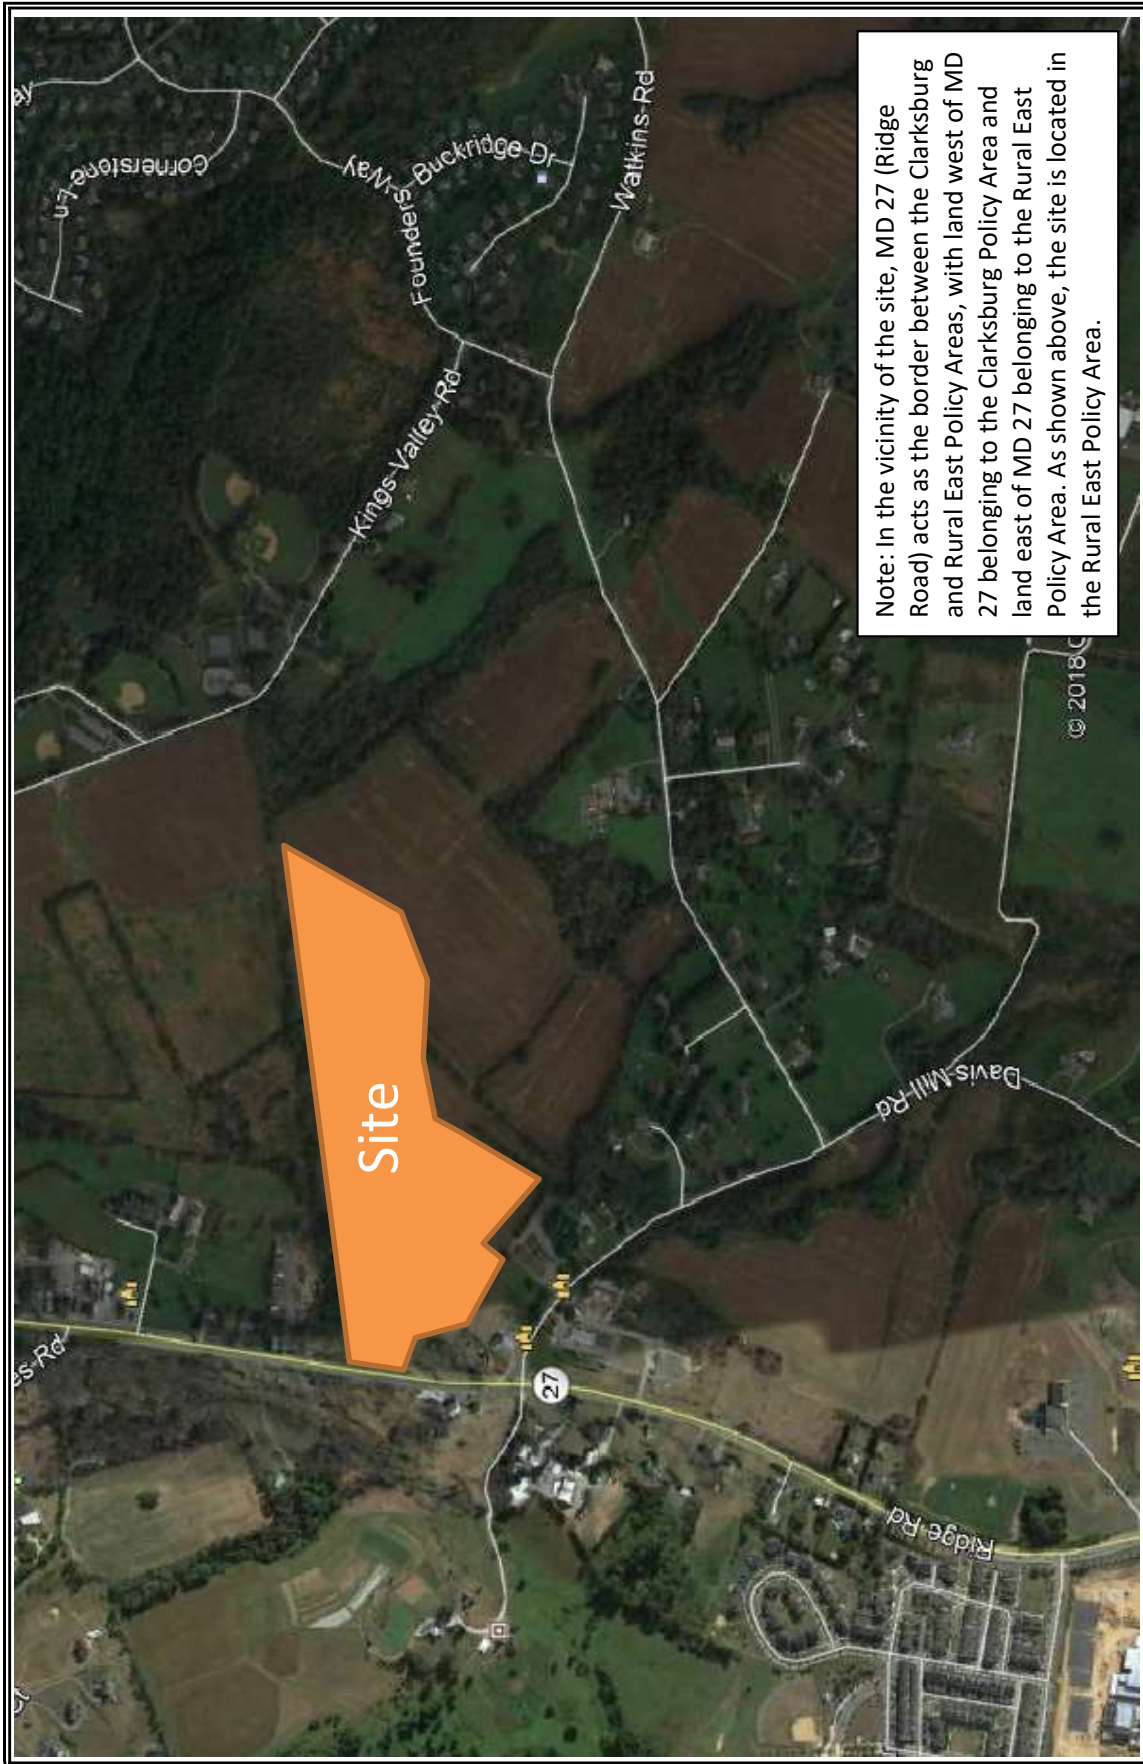 Cornerstone Ln
Founders Way
Buckridge Dr
Watkins Rd
Kings Valley Rd
Site
27
Davis Mill Rd
Ridge Rd
es Rd
Ct
ay
© 2018
Note: In the vicinity of the site, MD 27 (Ridge
Road) acts as the border between the Clarksburg
and Rural East Policy Areas, with land west of MD
27 belonging to the Clarksburg Policy Area and
land east of MD 27 belonging to the Rural East
Policy Area. As shown above, the site is located in
the Rural East Policy Area.